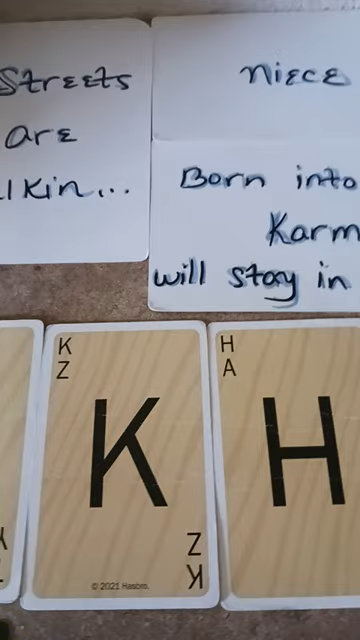 Streets
are
lkin...
niece
Born into
Karm
will stay in
K
Z
K
Z
K
© 2021 Hasbro.
H
A
H